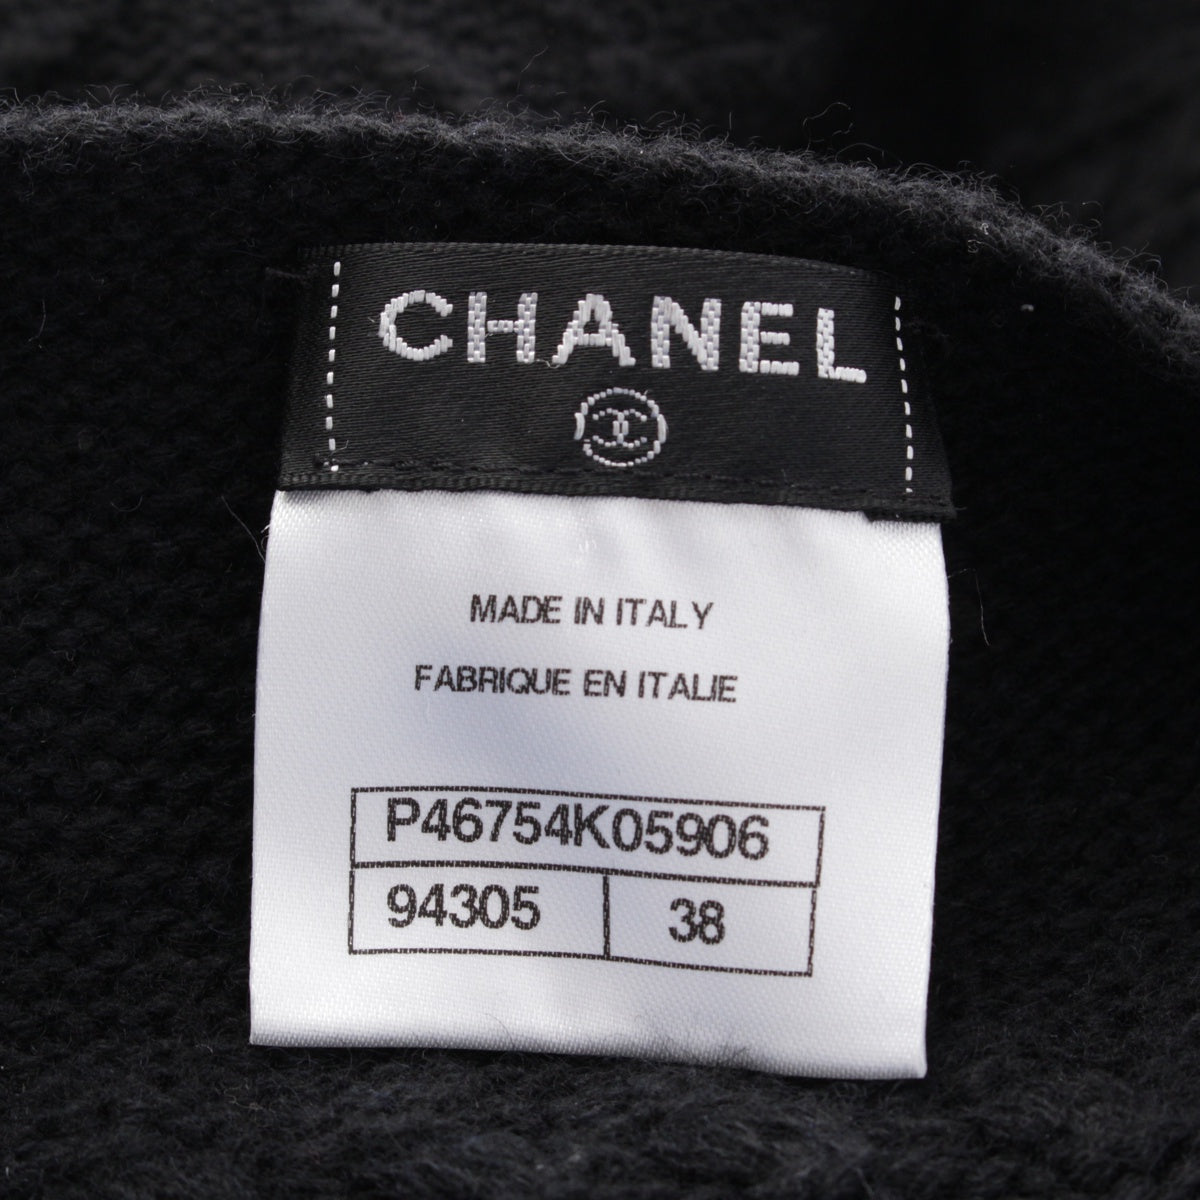 CHANEL
MADE IN ITALY
FABRIQUE EN ITALIE
P46754K05906
94305 38